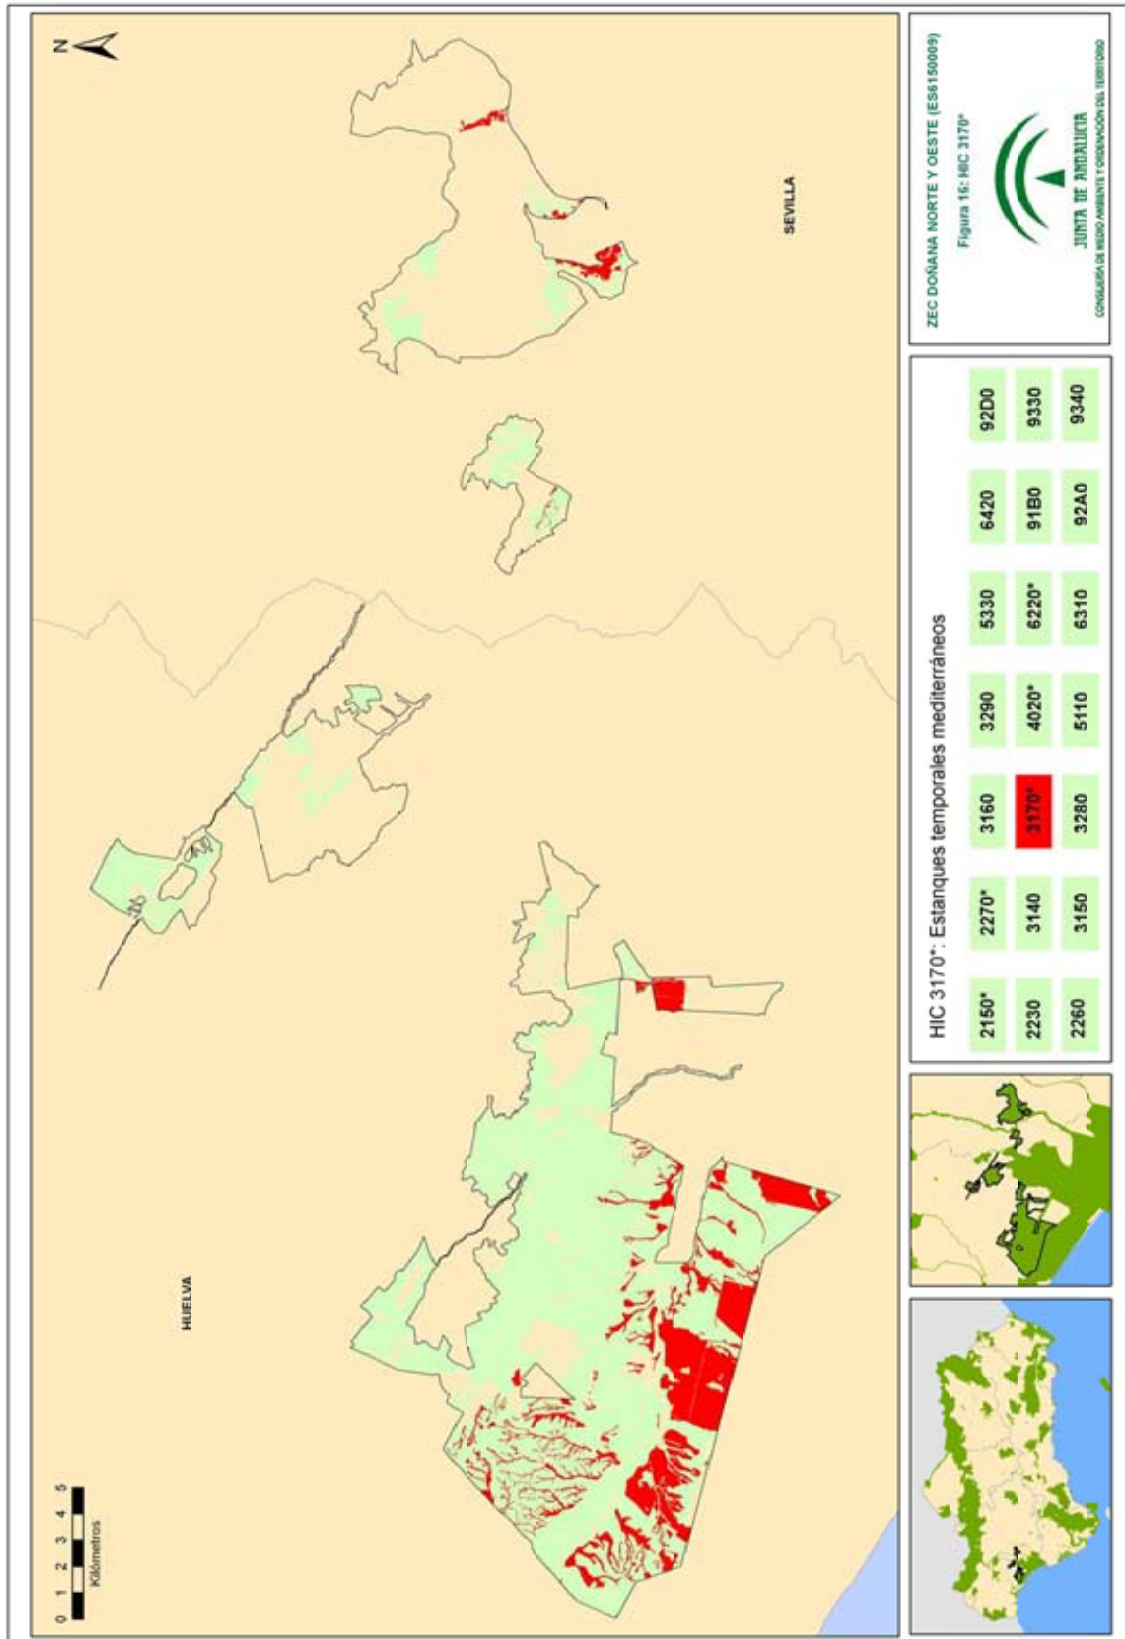 N
HUELVA
SEVILLA
0 1 2 3 4 5
Kilómetros
HIC 3170*: Estanques temporales mediterráneos
2150* 2270* 3160 3290 5330 6420 92D0
2230 3140 3170* 4020* 6220* 91B0 9330
2260 3150 3280 5110 6310 92A0 9340
ZEC DOÑANA NORTE Y OESTE (ES6150009)
Figura 16: HIC 3170*
JUNTA DE ANDALUCIA
CONSEJERÍA DE MEDIO AMBIENTE Y ORDENACIÓN DEL TERRITORIO